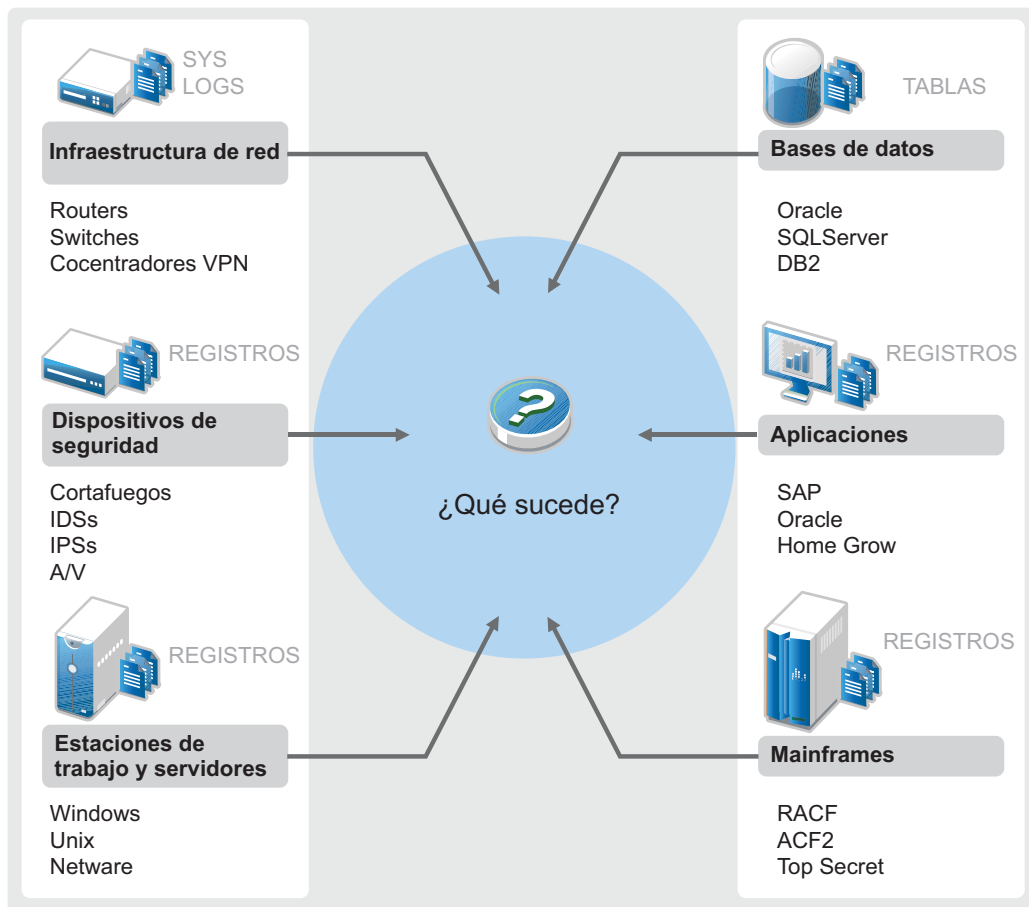 SYS
LOGS
Infraestructura de red
Routers
Switches
Cocentradores VPN
REGISTROS
Dispositivos de
seguridad
Cortafuegos
IDSs
IPSs
A/V
REGISTROS
Estaciones de
trabajo y servidores
Windows
Unix
Netware
¿Qué sucede?
TABLAS
Bases de datos
Oracle
SQLServer
DB2
REGISTROS
Aplicaciones
SAP
Oracle
Home Grow
REGISTROS
Mainframes
RACF
ACF2
Top Secret